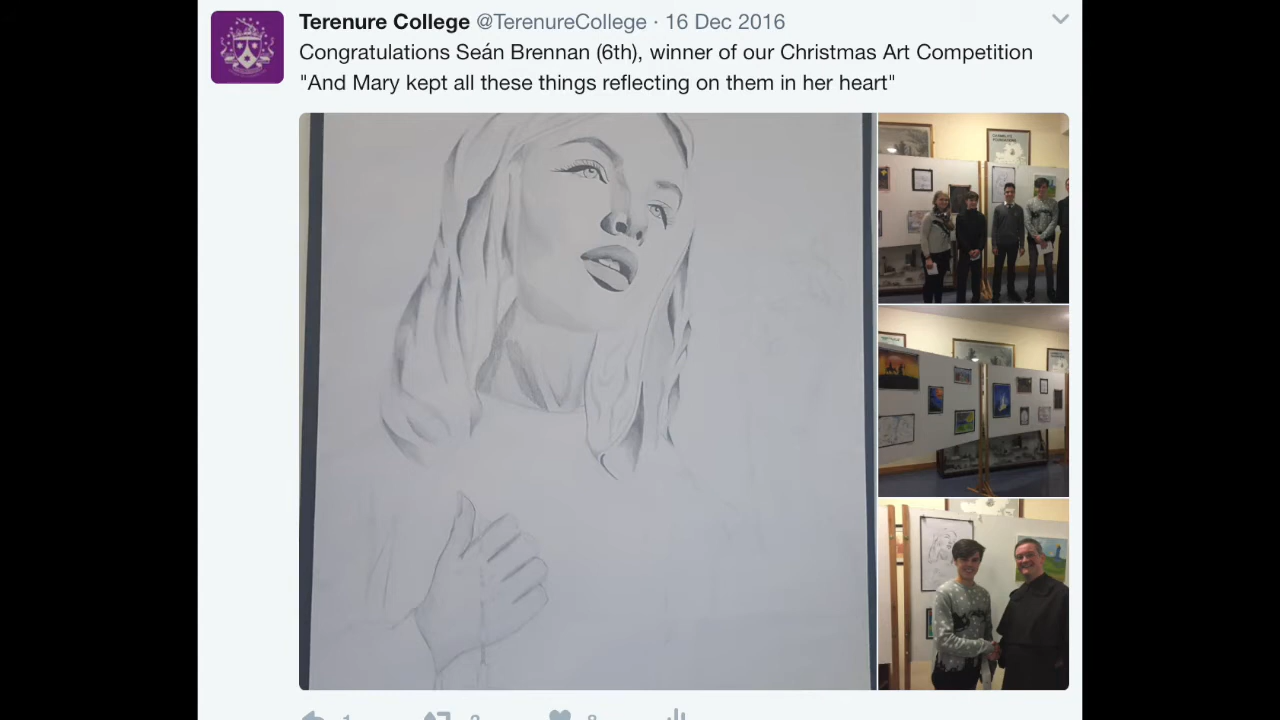 Terenure College @TerenureCollege · 16 Dec 2016
Congratulations Seán Brennan (6th), winner of our Christmas Art Competition
"And Mary kept all these things reflecting on them in her heart"